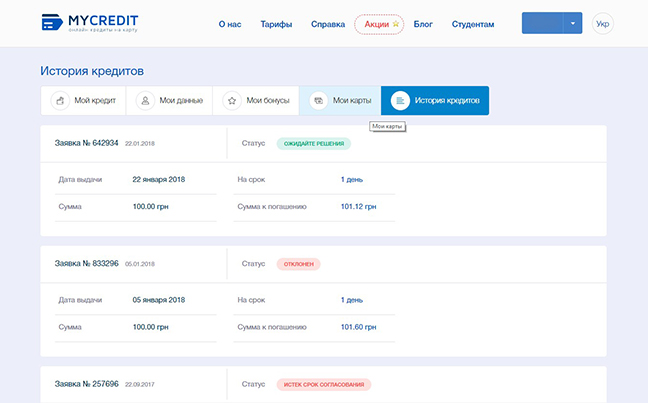 MYCREDIT
онлайн кредиты на карту
О нас Тарифы Справка Акции Блог Студентам Укр
История кредитов
Мой кредит Мои данные Мои бонусы Мои карты История кредитов
Мои карты
Заявка № 642934 22.01.2018 Статус ОЖИДАЙТЕ РЕШЕНИЯ
Дата выдачи 22 января 2018 На срок 1 день
Сумма 100.00 грн Сумма к погашению 101.12 грн
Заявка № 833296 05.01.2018 Статус ОТКЛОНЕН
Дата выдачи 05 января 2018 На срок 1 день
Сумма 100.00 грн Сумма к погашению 101.60 грн
Заявка № 257696 22.09.2017 Статус ИСТЕК СРОК СОГЛАСОВАНИЯ